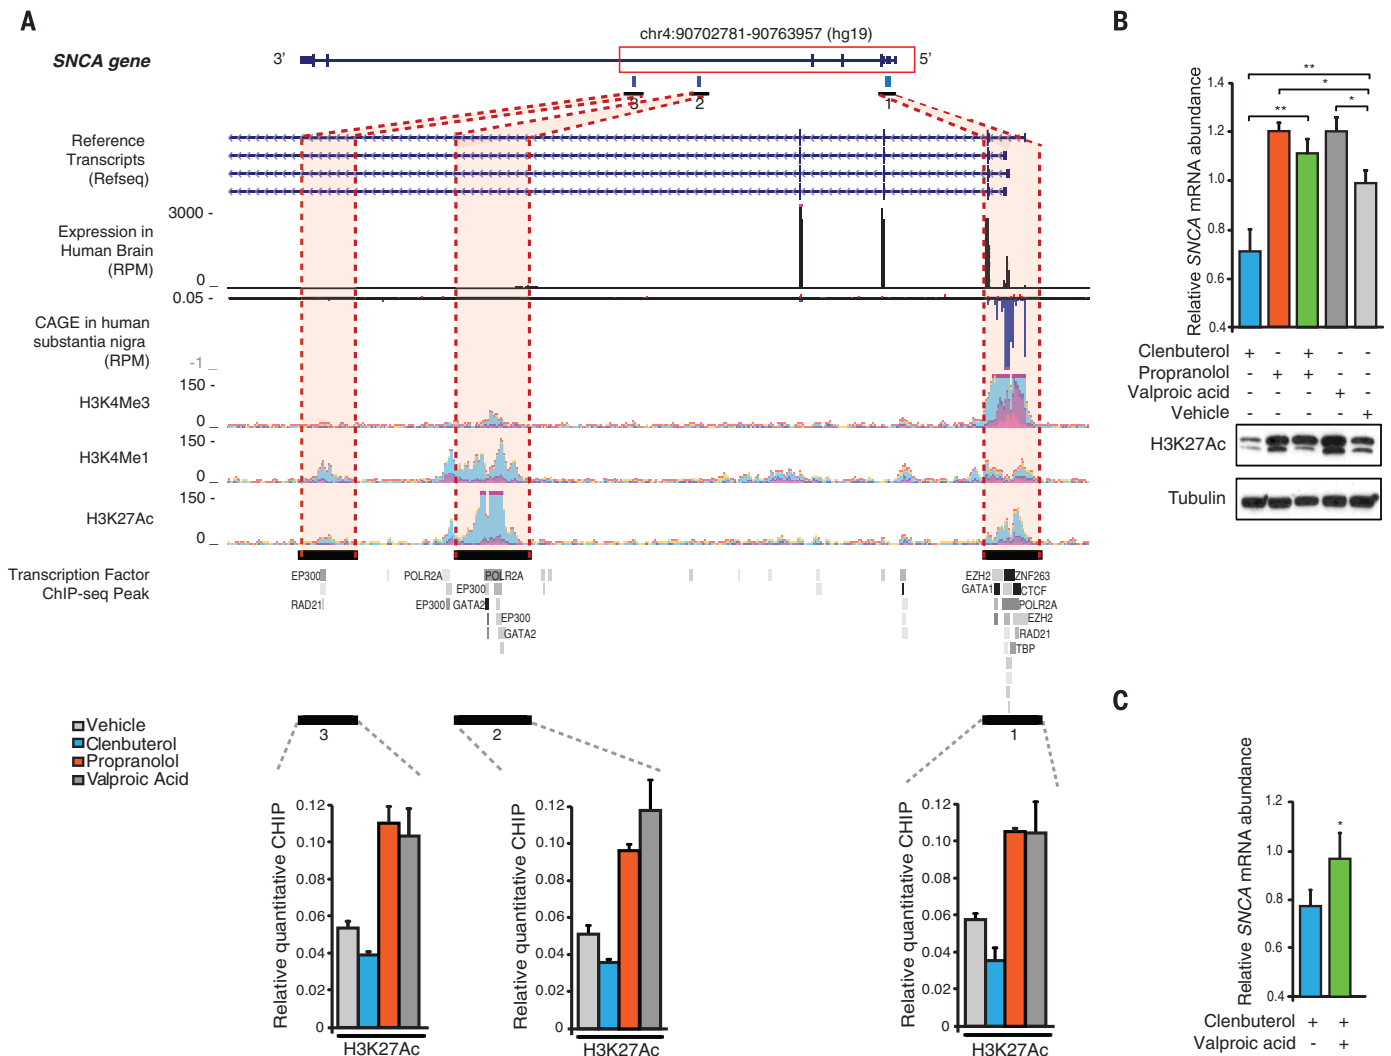 A
chr4:90702781-90763957 (hg19)
SNCA gene
3'
5'
3
2
1
Reference
Transcripts
(Refseq)
3000 -
Expression in
Human Brain
(RPM)
0 _
0.05 -
CAGE in human
substantia nigra
(RPM)
-1 _
150 -
H3K4Me3
0 _
150 -
H3K4Me1
0 _
150 -
H3K27Ac
0 _
Transcription Factor
ChIP-seq Peak
EP300
RAD21
POLR2A
EP300
POLR2A
EP300
GATA2
EP300
GATA2
EZH2
GATA1
ZNF263
CTCF
POLR2A
EZH2
RAD21
TBP
Vehicle
Clenbuterol
Propranolol
Valproic Acid
3
2
1
Relative quantitative CHIP
0.12
0.10
0.08
0.06
0.04
0.02
0
H3K27Ac
Relative quantitative CHIP
0.12
0.10
0.08
0.06
0.04
0.02
0
H3K27Ac
Relative quantitative CHIP
0.12
0.10
0.08
0.06
0.04
0.02
0
H3K27Ac
B
Relative SNCA mRNA abundance
1.4
1.2
1.0
0.8
0.6
0.4
**
*
**
*
Clenbuterol + - + - -
Propranolol - + + - -
Valproic acid - - - + -
Vehicle - - - - +
H3K27Ac
Tubulin
C
Relative SNCA mRNA abundance
1.2
1.0
0.8
0.6
0.4
*
Clenbuterol + +
Valproic acid - +